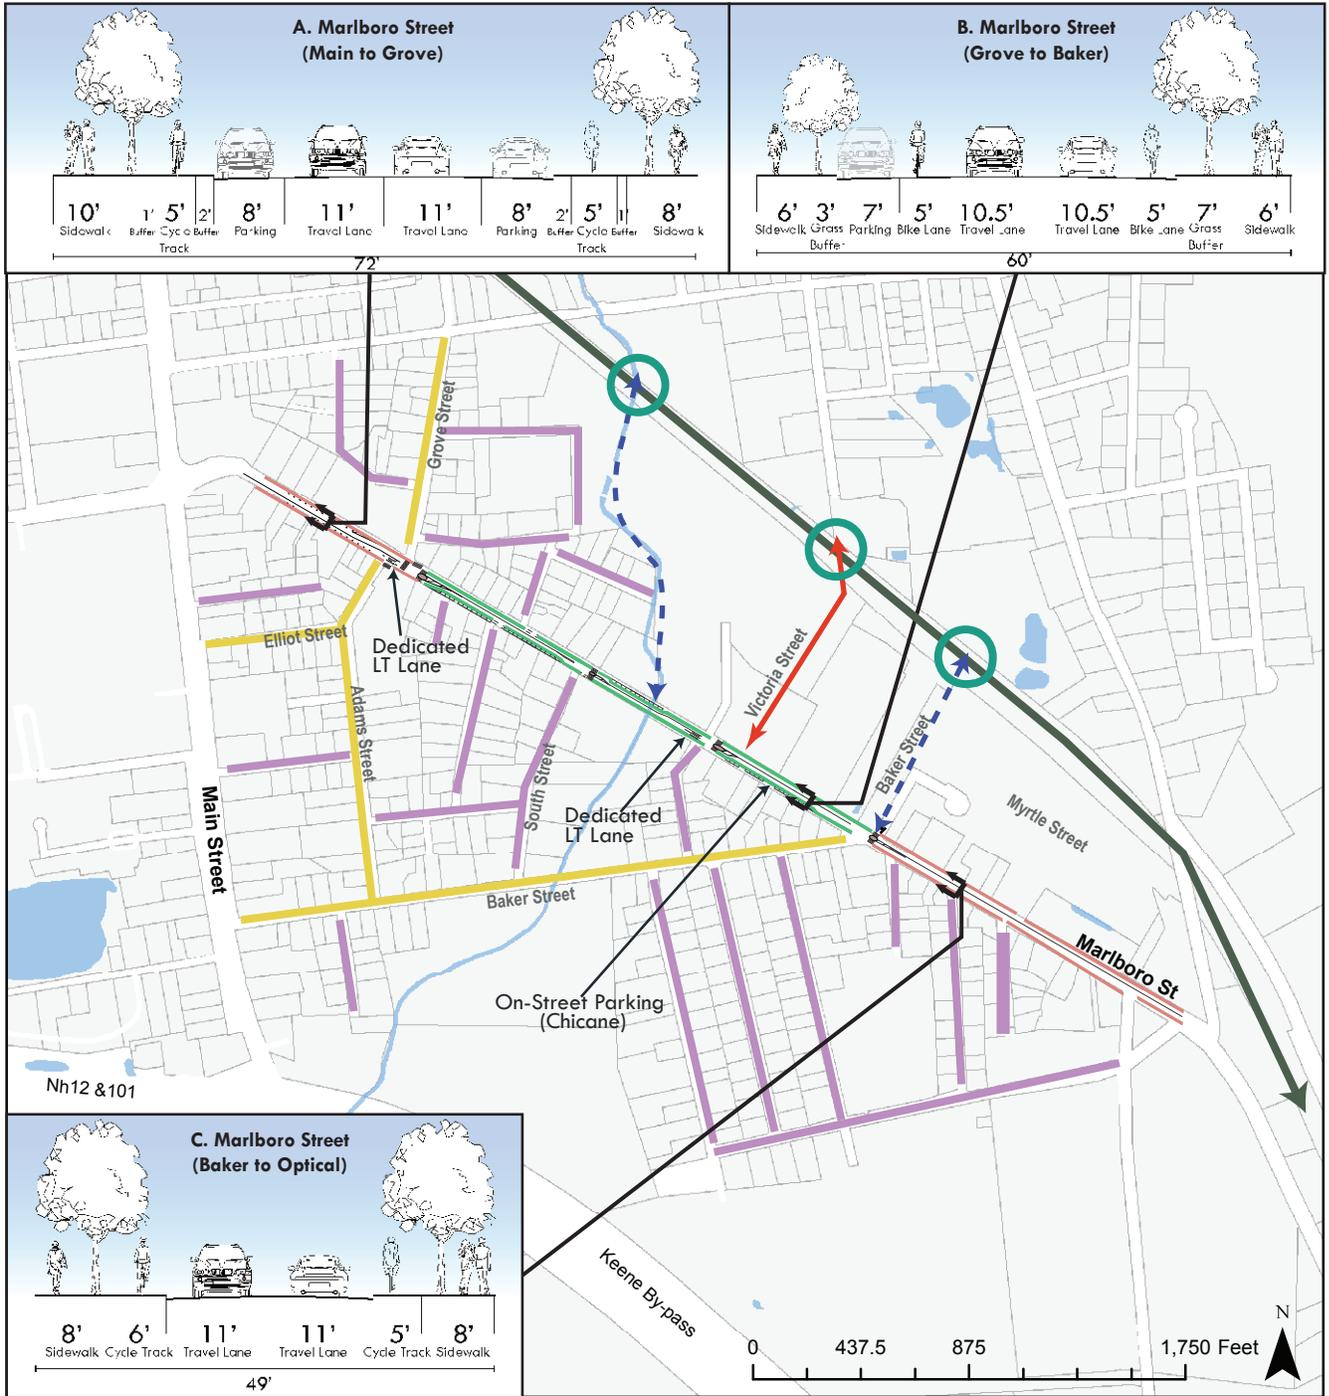 A. Marlboro Street
(Main to Grove)
10' 1' 5' 2' 8' 11' 11' 8' 2' 5' 1' 8'
Sidewalk Buffer Cycle Buffer Parking Travel Lane Travel Lane Parking Buffer Cycle Buffer Sidewalk
Track Track
72'
B. Marlboro Street
(Grove to Baker)
6' 3' 7' 5' 10.5' 10.5' 5' 7' 6'
Sidewalk Grass Parking Bike Lane Travel Lane Travel Lane Bike Lane Grass Sidewalk
Buffer Buffer
60'
Grove Street
Elliot Street
Dedicated
LT Lane
Adams Street
Victoria Street
Main Street
South Street
Baker Street
Dedicated
LT Lane
Myrtle Street
Baker Street
Marlboro St
On-Street Parking
(Chicane)
Nh12 &101
C. Marlboro Street
(Baker to Optical)
8' 6' 11' 11' 5' 8'
Sidewalk Cycle Track Travel Lane Travel Lane Cycle Track Sidewalk
49'
Keene By-pass
N
0 437.5 875 1,750 Feet